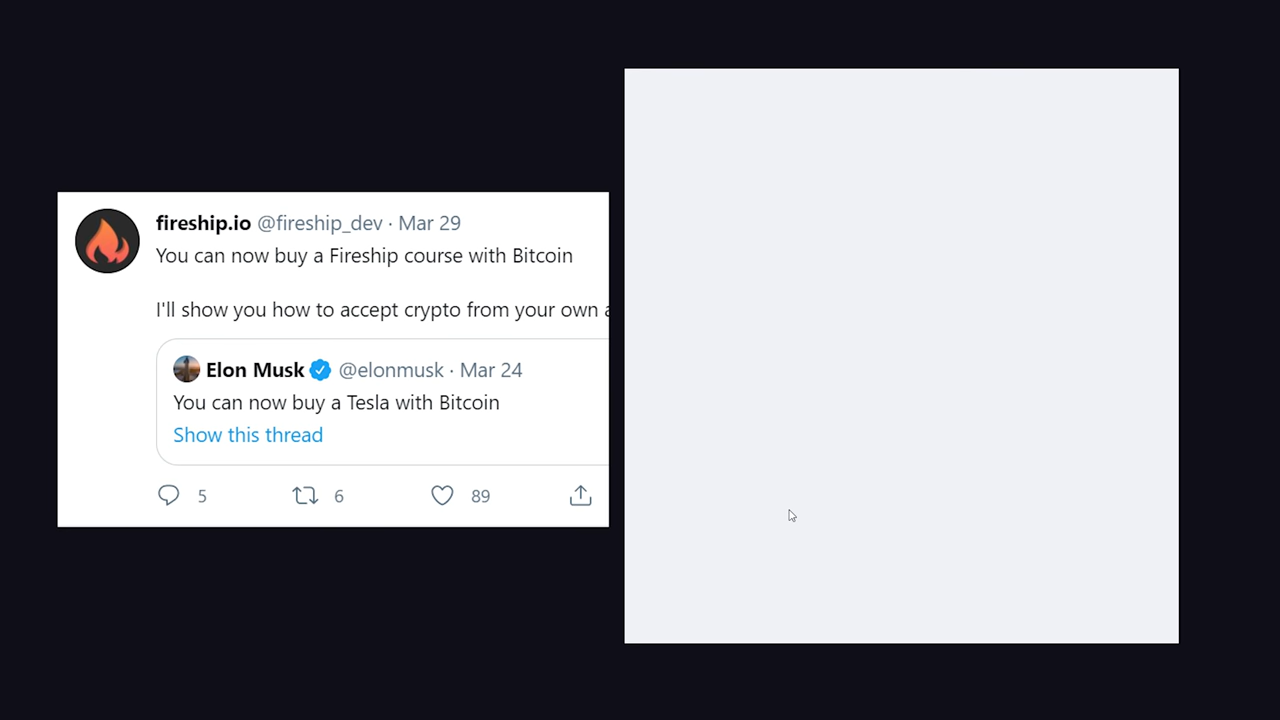 fireship.io @fireship_dev · Mar 29
You can now buy a Fireship course with Bitcoin
I'll show you how to accept crypto from your own
Elon Musk @elonmusk · Mar 24
You can now buy a Tesla with Bitcoin
Show this thread
5 6 89